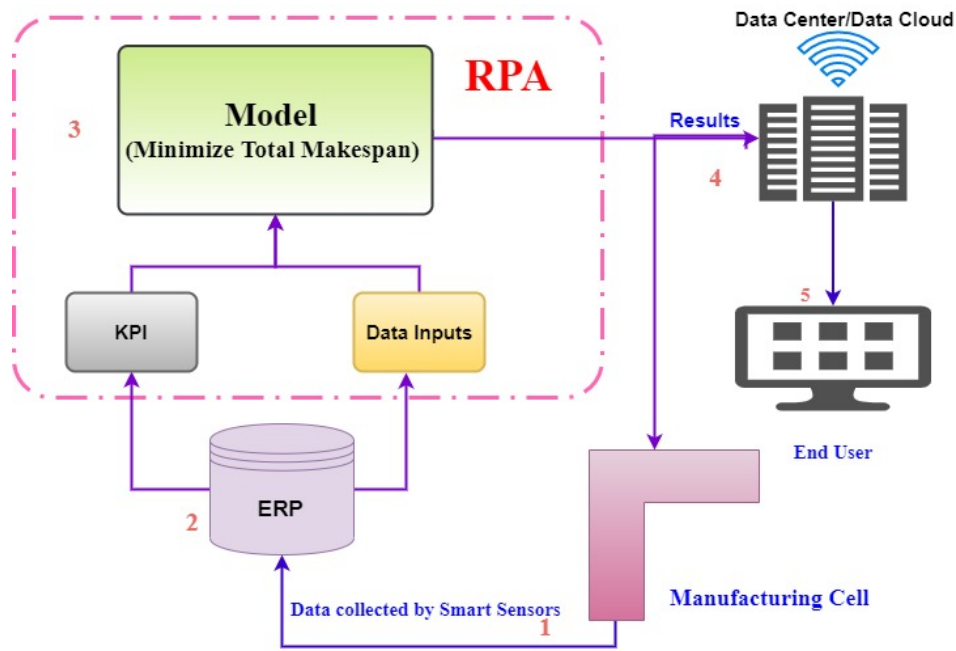 Data Center/Data Cloud
RPA
3
Model
(Minimize Total Makespan)
Results
4
5
KPI
Data Inputs
End User
ERP
2
Data collected by Smart Sensors
1
Manufacturing Cell